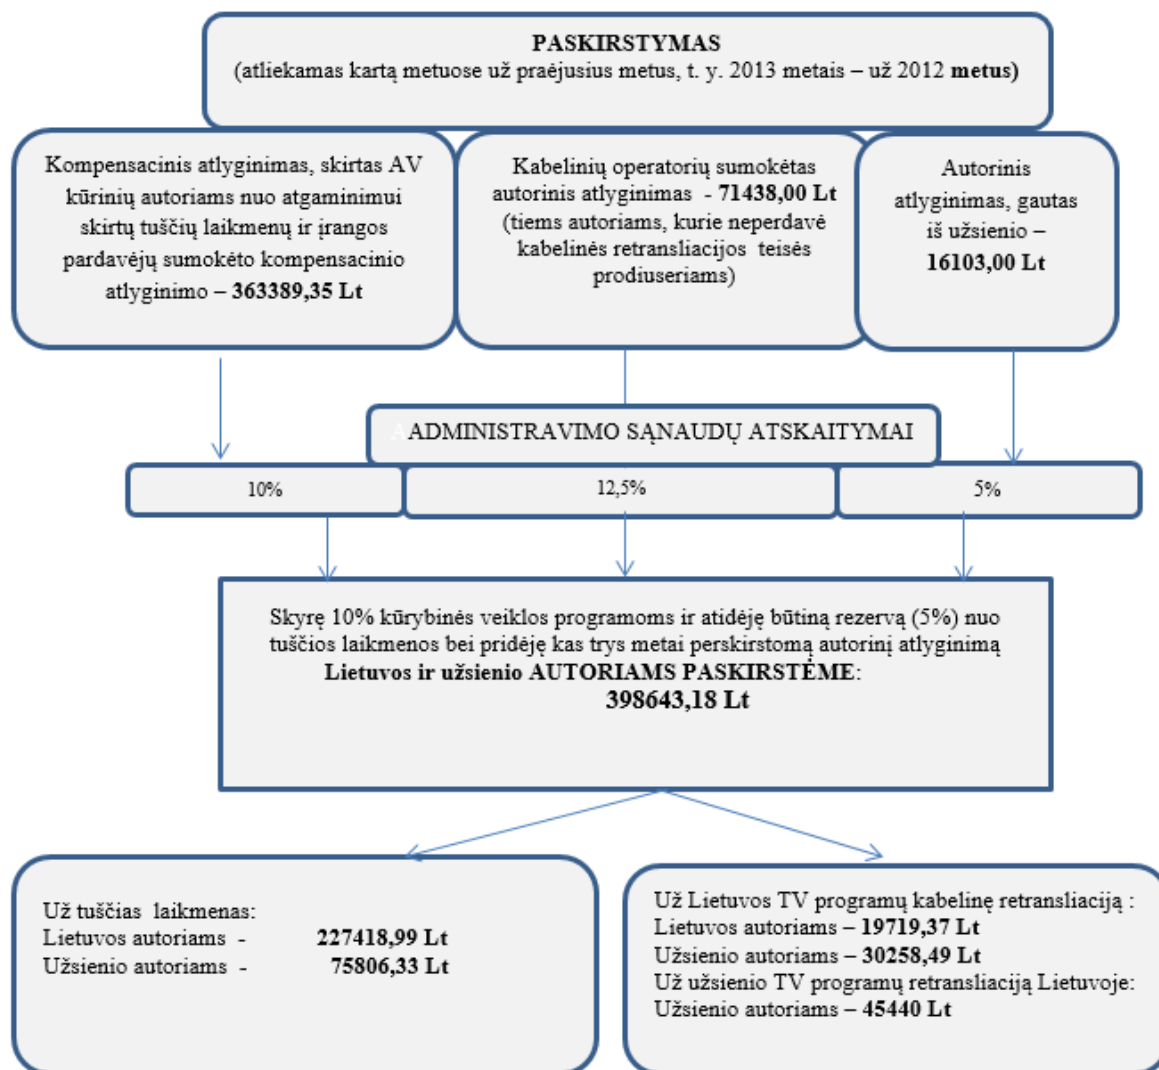 PASKIRSTYMAS
(atliekamas kartą metuose už praėjusius metus, t. y. 2013 metais – už 2012 metus)
Kompensacinis atlyginimas, skirtas AV
kūrinių autoriams nuo atgaminimui
skirtų tuščių laikmenų ir įrangos
pardavėjų sumokėto kompensacinio
atlyginimo – 363389,35 Lt
Kabelinių operatorių sumokėtas
autorinis atlyginimas - 71438,00 Lt
(tiems autoriams, kurie neperdavė
kabelinės retransliacijos teisės
prodiuseriams)
Autorinis
atlyginimas, gautas
iš užsienio –
16103,00 Lt
AADMINISTRAVIMO SĄNAUDŲ ATSKAITYMAI
10%
12,5%
5%
Skyrę 10% kūrybinės veiklos programoms ir atidėję būtiną rezervą (5%) nuo
tuščios laikmenos bei pridėję kas trys metai perskirstomą autorinį atlyginimą
Lietuvos ir užsienio AUTORIAMS PASKIRSTĖME:
398643,18 Lt
Už tuščias laikmenas:
Lietuvos autoriams - 227418,99 Lt
Užsienio autoriams - 75806,33 Lt
Už Lietuvos TV programų kabelinę retransliaciją :
Lietuvos autoriams – 19719,37 Lt
Užsienio autoriams – 30258,49 Lt
Už užsienio TV programų retransliaciją Lietuvoje:
Užsienio autoriams – 45440 Lt